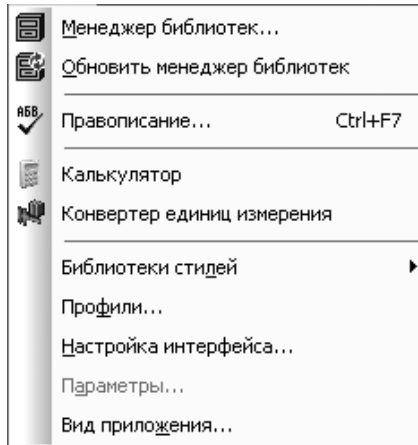 Менеджер библиотек...
Обновить менеджер библиотек
АБВ
Правописание... Ctrl+F7
Калькулятор
Конвертер единиц измерения
Библиотеки стилей
Профили...
Настройка интерфейса...
Параметры...
Вид приложения...